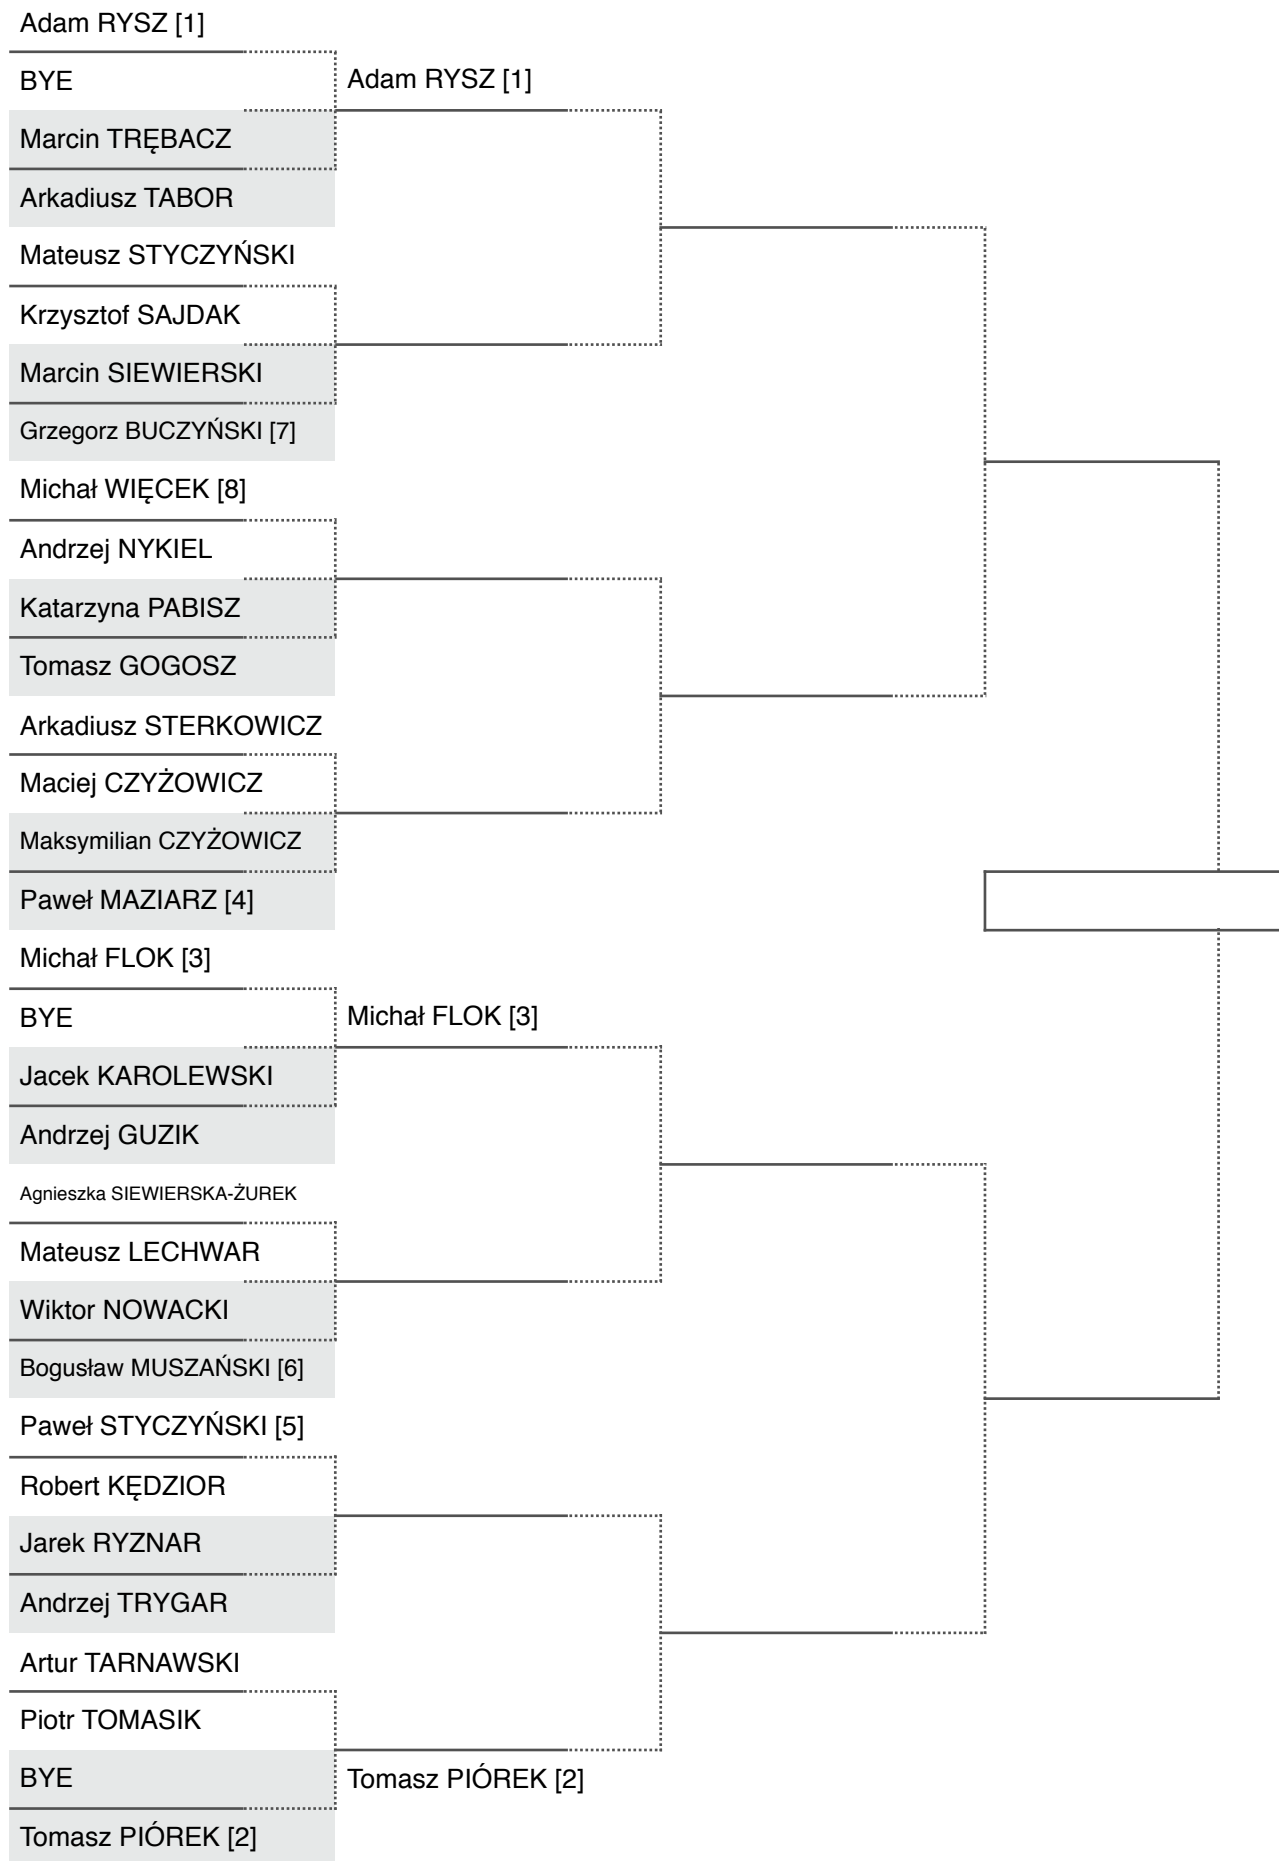 Adam RYSZ [1]
BYE
Adam RYSZ [1]
Marcin TRĘBACZ
Arkadiusz TABOR
Mateusz STYCZYŃSKI
Krzysztof SAJDAK
Marcin SIEWIERSKI
Grzegorz BUCZYŃSKI [7]
Michał WIĘCEK [8]
Andrzej NYKIEL
Katarzyna PABISZ
Tomasz GOGOSZ
Arkadiusz STERKOWICZ
Maciej CZYŻOWICZ
Maksymilian CZYŻOWICZ
Paweł MAZIARZ [4]
Michał FLOK [3]
BYE
Michał FLOK [3]
Jacek KAROLEWSKI
Andrzej GUZIK
Agnieszka SIEWIERSKA-ŻUREK
Mateusz LECHWAR
Wiktor NOWACKI
Bogusław MUSZAŃSKI [6]
Paweł STYCZYŃSKI [5]
Robert KĘDZIOR
Jarek RYZNAR
Andrzej TRYGAR
Artur TARNAWSKI
Piotr TOMASIK
BYE
Tomasz PIÓREK [2]
Tomasz PIÓREK [2]